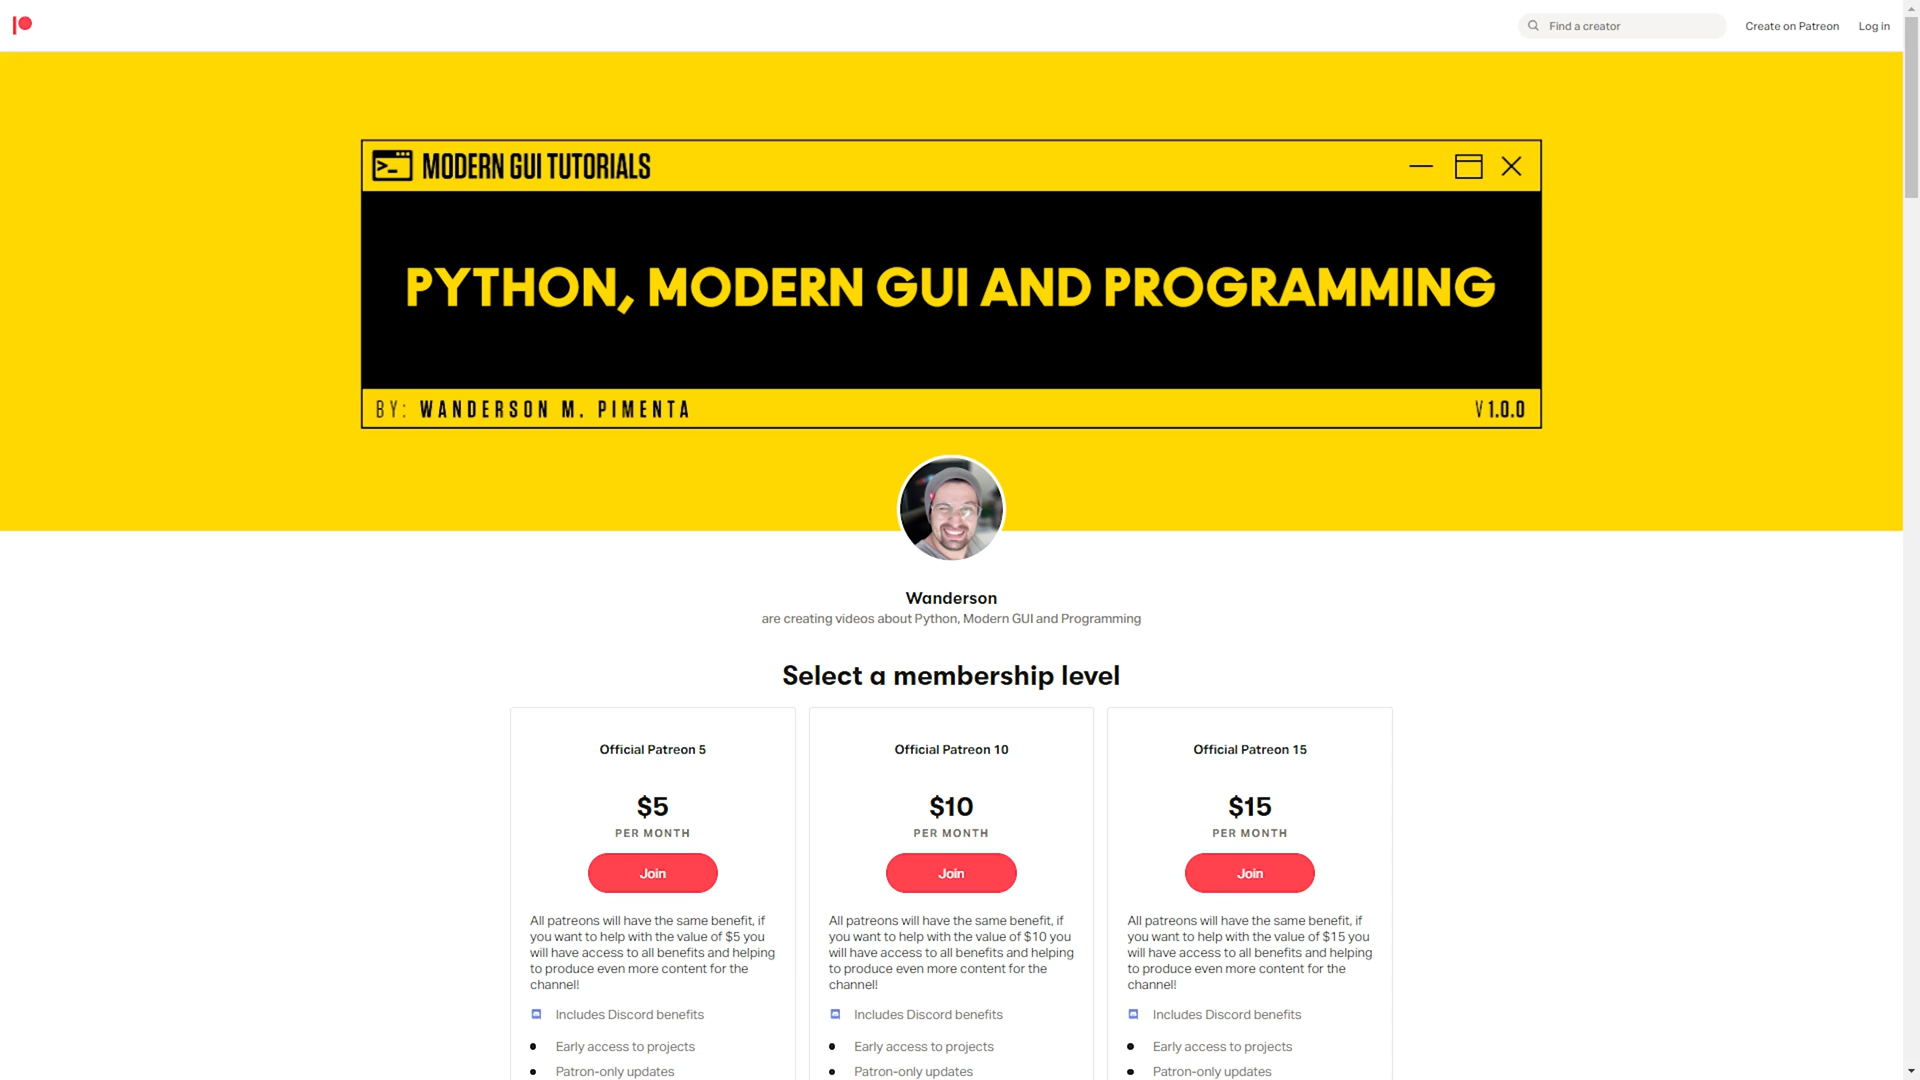 Find a creator
Create on Patreon
Log in
MODERN GUI TUTORIALS
PYTHON, MODERN GUI AND PROGRAMMING
BY: WANDERSON M. PIMENTA
V 1.0.0
Wanderson
are creating videos about Python, Modern GUI and Programming
Select a membership level
Official Patreon 5
$5
PER MONTH
Join
All patreons will have the same benefit, if
you want to help with the value of $5 you
will have access to all benefits and helping
to produce even more content for the
channel!
Includes Discord benefits
Early access to projects
Patron-only updates
Official Patreon 10
$10
PER MONTH
Join
All patreons will have the same benefit, if
you want to help with the value of $10 you
will have access to all benefits and helping
to produce even more content for the
channel!
Includes Discord benefits
Early access to projects
Patron-only updates
Official Patreon 15
$15
PER MONTH
Join
All patreons will have the same benefit, if
you want to help with the value of $15 you
will have access to all benefits and helping
to produce even more content for the
channel!
Includes Discord benefits
Early access to projects
Patron-only updates